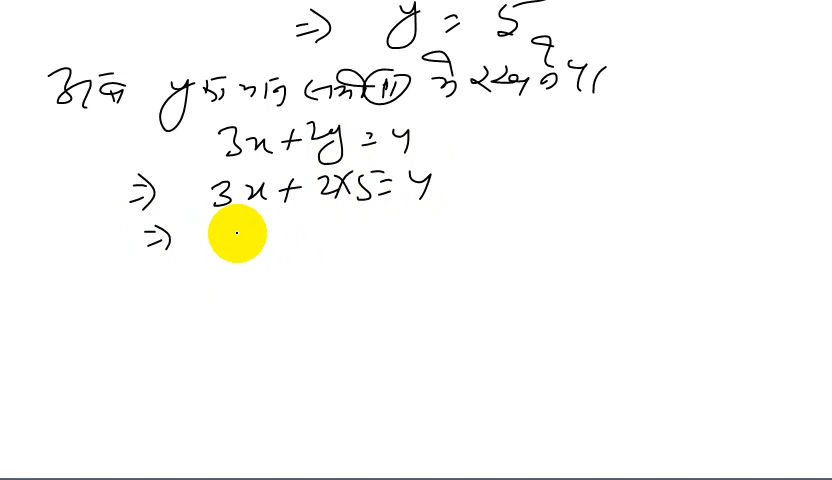 ⇒ y = 5
अब y का मान समी (ii) में रखने पर
3x + 2y = 4
⇒ 3x + 2×5 = 4
⇒